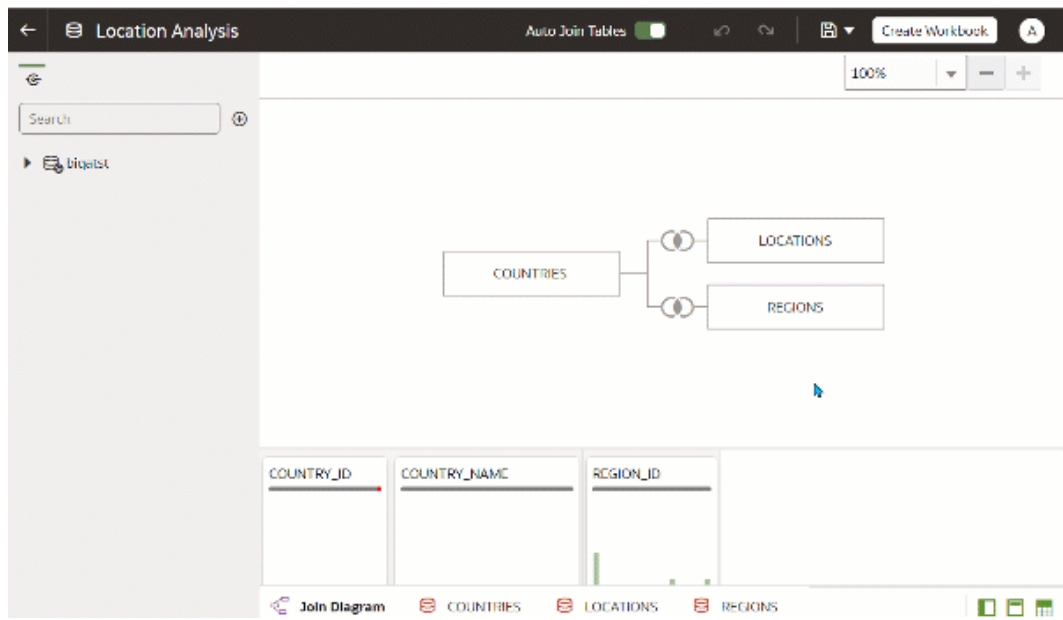 Location Analysis
Auto Join Tables
Create Workbook
A
100%
Search
bigatst
LOCATIONS
COUNTRIES
REGIONS
COUNTRY_ID
COUNTRY_NAME
REGION_ID
Join Diagram
COUNTRIES
LOCATIONS
REGIONS